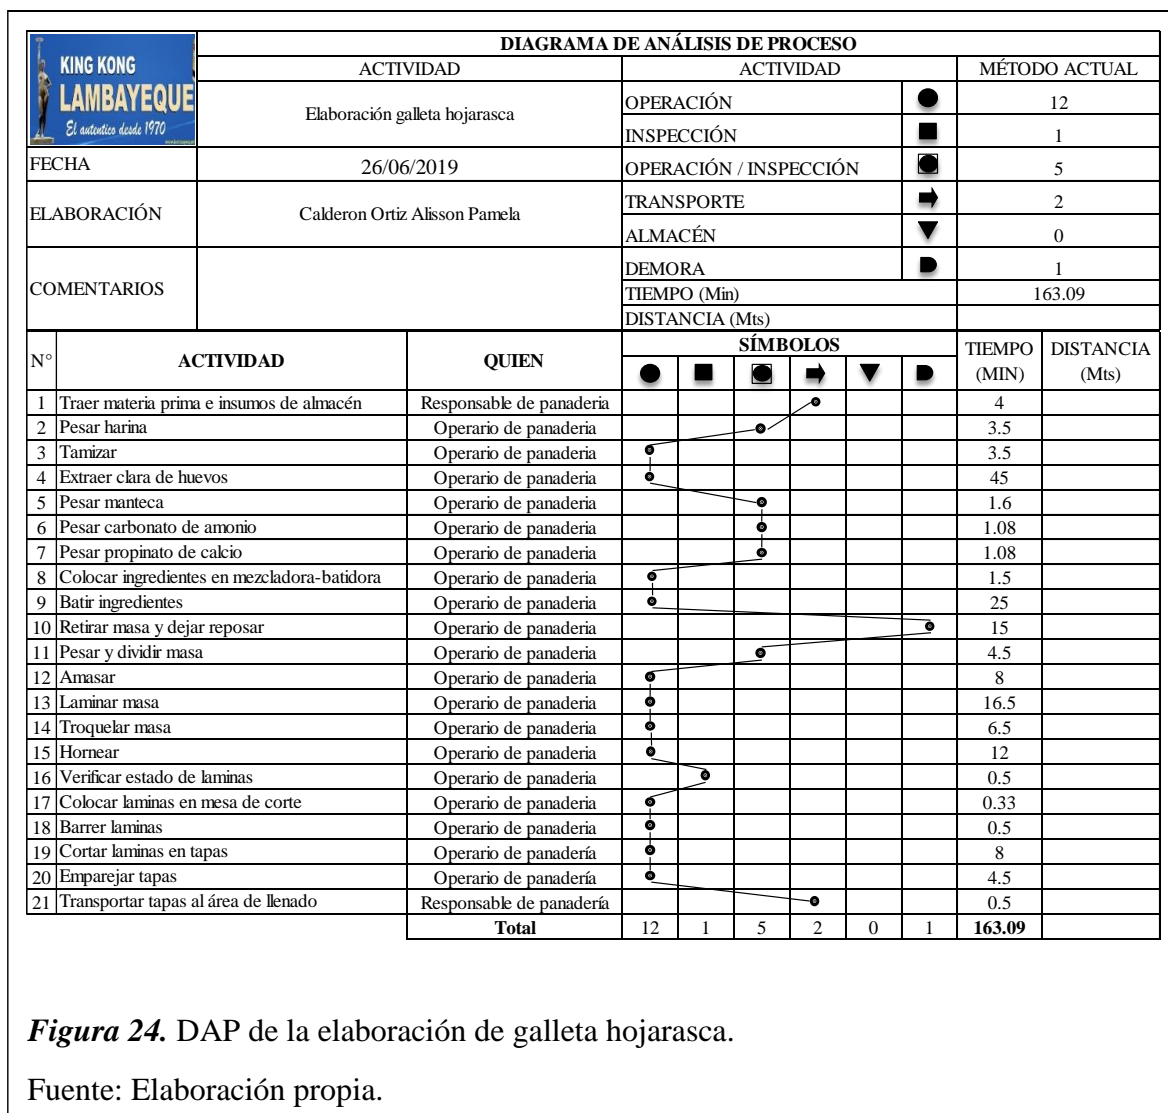 DIAGRAMA DE ANÁLISIS DE PROCESO
KING KONG
LAMBAYEQUE
El autentico desde 1970
ACTIVIDAD ACTIVIDAD MÉTODO ACTUAL
Elaboración galleta hojarasca
OPERACIÓN 12
INSPECCIÓN 1
FECHA 26/06/2019 OPERACIÓN / INSPECCIÓN 5
ELABORACIÓN Calderon Ortiz Alisson Pamela
TRANSPORTE 2
ALMACÉN 0
COMENTARIOS
DEMORA 1
TIEMPO (Min) 163.09
DISTANCIA (Mts)
N° ACTIVIDAD QUIEN SÍMBOLOS TIEMPO (MIN) DISTANCIA (Mts)
1 Traer materia prima e insumos de almacén Responsable de panaderia 4
2 Pesar harina Operario de panaderia 3.5
3 Tamizar Operario de panaderia 3.5
4 Extraer clara de huevos Operario de panaderia 45
5 Pesar manteca Operario de panaderia 1.6
6 Pesar carbonato de amonio Operario de panaderia 1.08
7 Pesar propinato de calcio Operario de panaderia 1.08
8 Colocar ingredientes en mezcladora-batidora Operario de panaderia 1.5
9 Batir ingredientes Operario de panaderia 25
10 Retirar masa y dejar reposar Operario de panaderia 15
11 Pesar y dividir masa Operario de panaderia 4.5
12 Amasar Operario de panaderia 8
13 Laminar masa Operario de panaderia 16.5
14 Troquelar masa Operario de panaderia 6.5
15 Hornear Operario de panaderia 12
16 Verificar estado de laminas Operario de panaderia 0.5
17 Colocar laminas en mesa de corte Operario de panaderia 0.33
18 Barrer laminas Operario de panaderia 0.5
19 Cortar laminas en tapas Operario de panadería 8
20 Emparejar tapas Operario de panadería 4.5
21 Transportar tapas al área de llenado Responsable de panadería 0.5
Total 12 1 5 2 0 1 163.09
Figura 24. DAP de la elaboración de galleta hojarasca.
Fuente: Elaboración propia.